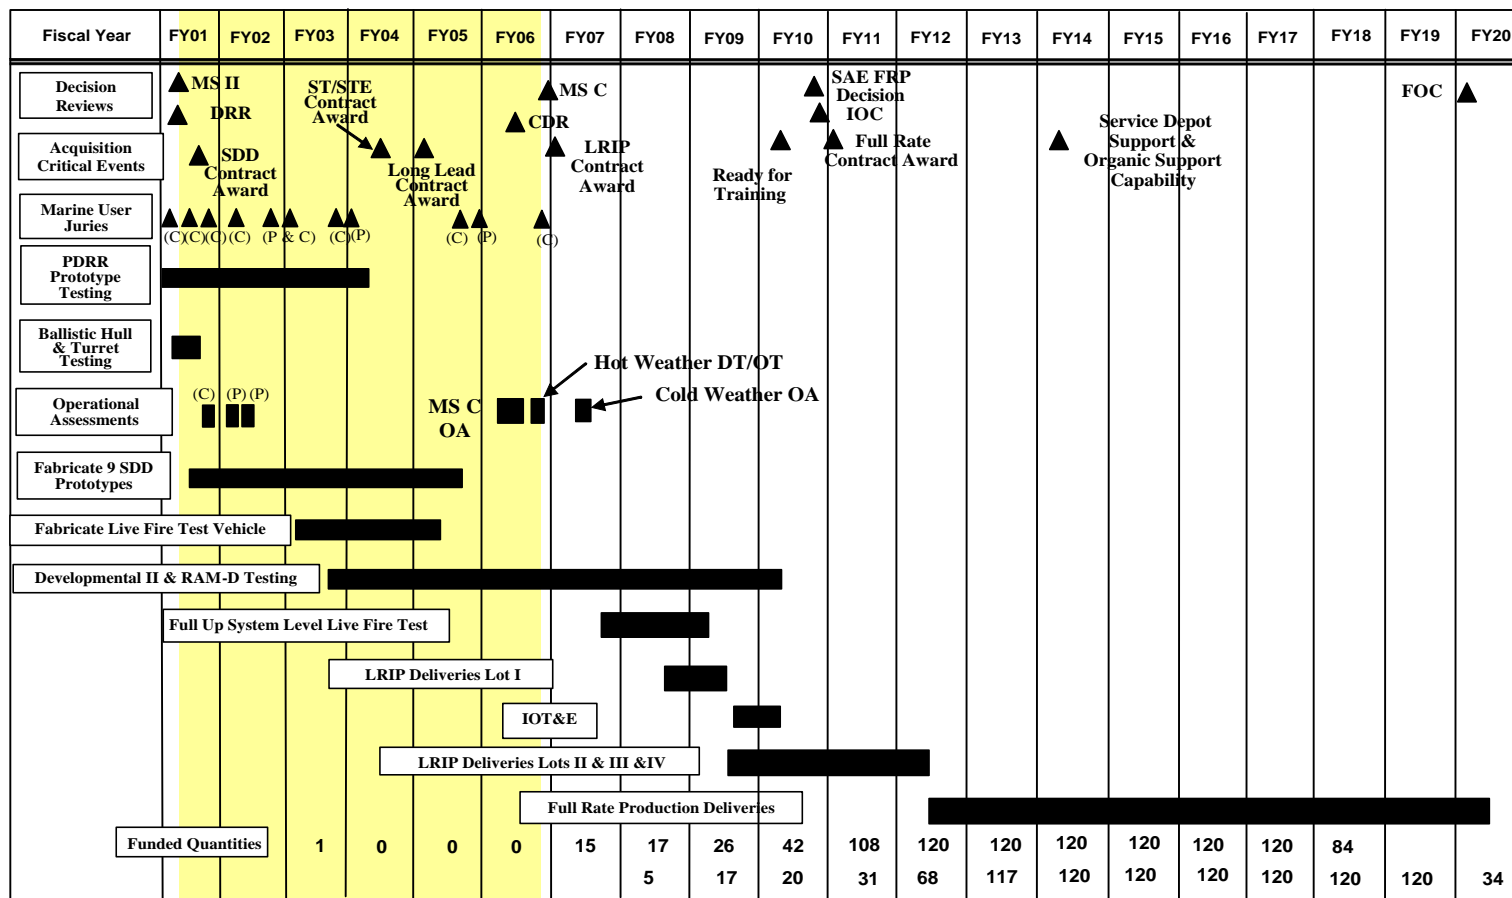 Fiscal Year FY01 FY02 FY03 FY04 FY05 FY06 FY07 FY08 FY09 FY10 FY11 FY12 FY13 FY14 FY15 FY16 FY17 FY18 FY19 FY20
Decision
Reviews
MS II
DRR
ST/STE
Contract
Award
MS C
CDR
SAE FRP
Decision
IOC
FOC
Acquisition
Critical Events
SDD
Contract
Award
Long Lead
Contract
Award
LRIP
Contract
Award
Ready for
Training
Full Rate
Contract Award
Service Depot
Support &
Organic Support
Capability
Marine User
Juries
(C) (C) (C) (C) (P & C) (C) (P) (C) (P) (C)
PDRR
Prototype
Testing
Ballistic Hull
& Turret
Testing
Hot Weather DT/OT
Operational
Assessments
(C) (P) (P)
MS C
OA
Cold Weather OA
Fabricate 9 SDD
Prototypes
Fabricate Live Fire Test Vehicle
Developmental II & RAM-D Testing
Full Up System Level Live Fire Test
LRIP Deliveries Lot I
IOT&E
LRIP Deliveries Lots II & III &IV
Full Rate Production Deliveries
Funded Quantities 1 0 0 0 15 17 26 42 108 120 120 120 120 120 120 84
5 17 20 31 68 117 120 120 120 120 120 120 34